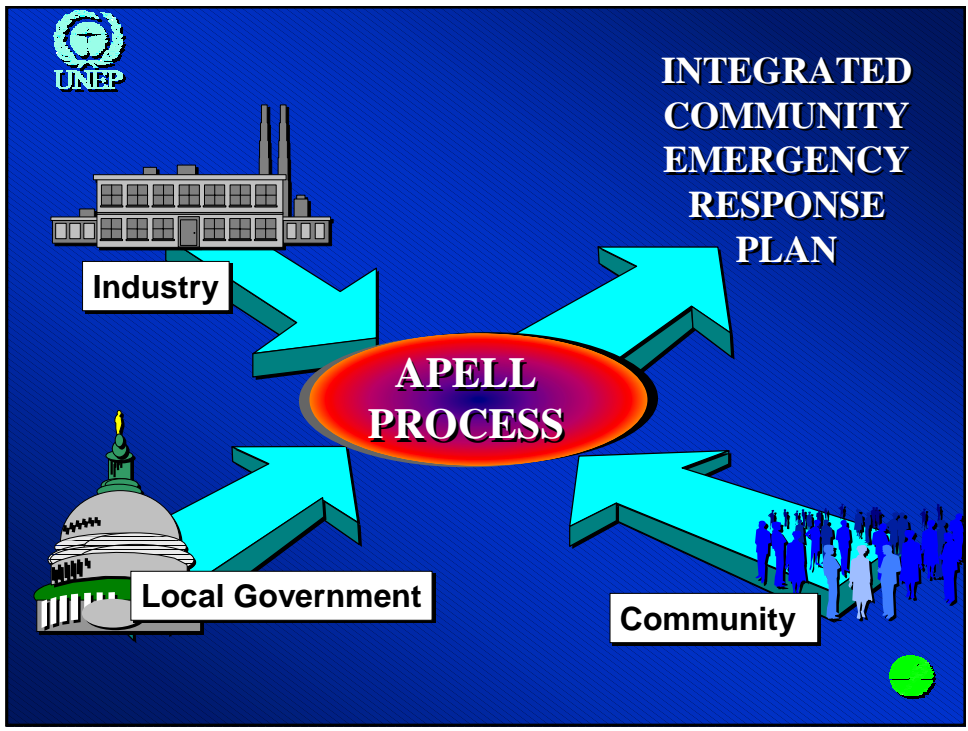 UNEP
INTEGRATED
COMMUNITY
EMERGENCY
RESPONSE
PLAN
Industry
APELL
PROCESS
Local Government
Community